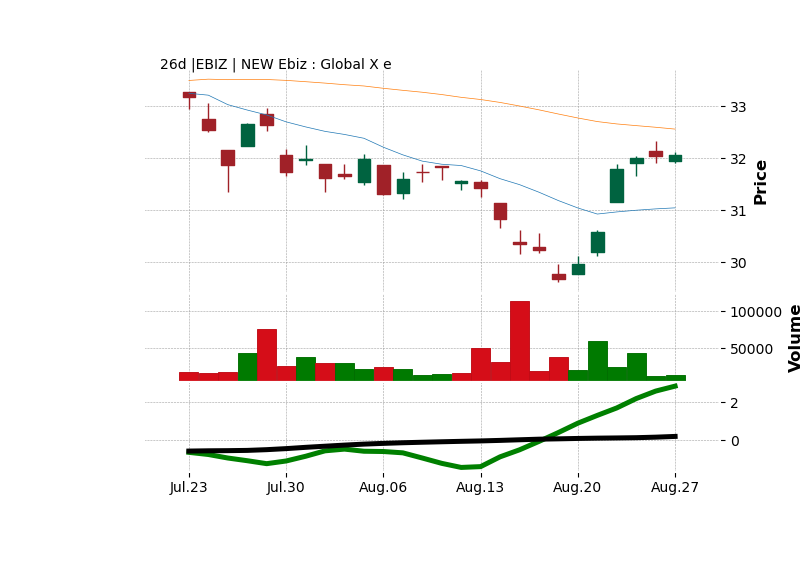 26d |EBIZ | NEW Ebiz : Global X e
33
32
31
30
Price
100000
50000
Volume
2
0
Jul.23 Jul.30 Aug.06 Aug.13 Aug.20 Aug.27